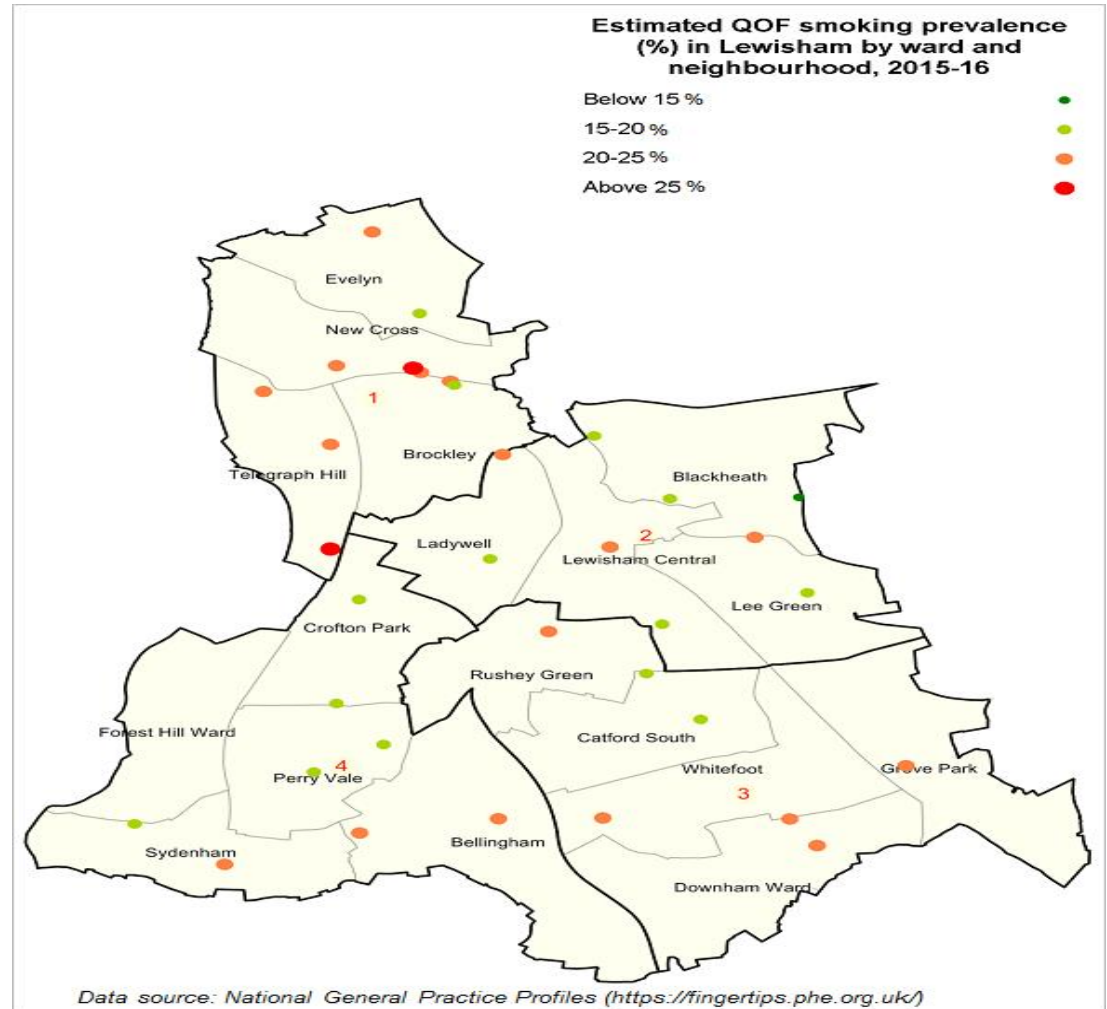 Estimated QOF smoking prevalence
(%) in Lewisham by ward and
neighbourhood, 2015-16
Below 15 %
15-20 %
20-25 %
Above 25 %
Evelyn
New Cross
1
Brockley
Telegraph Hill
Blackheath
2
Ladywell
Lewisham Central
Lee Green
Crofton Park
Rushey Green
Forest Hill Ward
Catford South
4
Perry Vale
Whitefoot
Grove Park
3
Bellingham
Sydenham
Downham Ward
Data source: National General Practice Profiles (https://fingertips.phe.org.uk/)